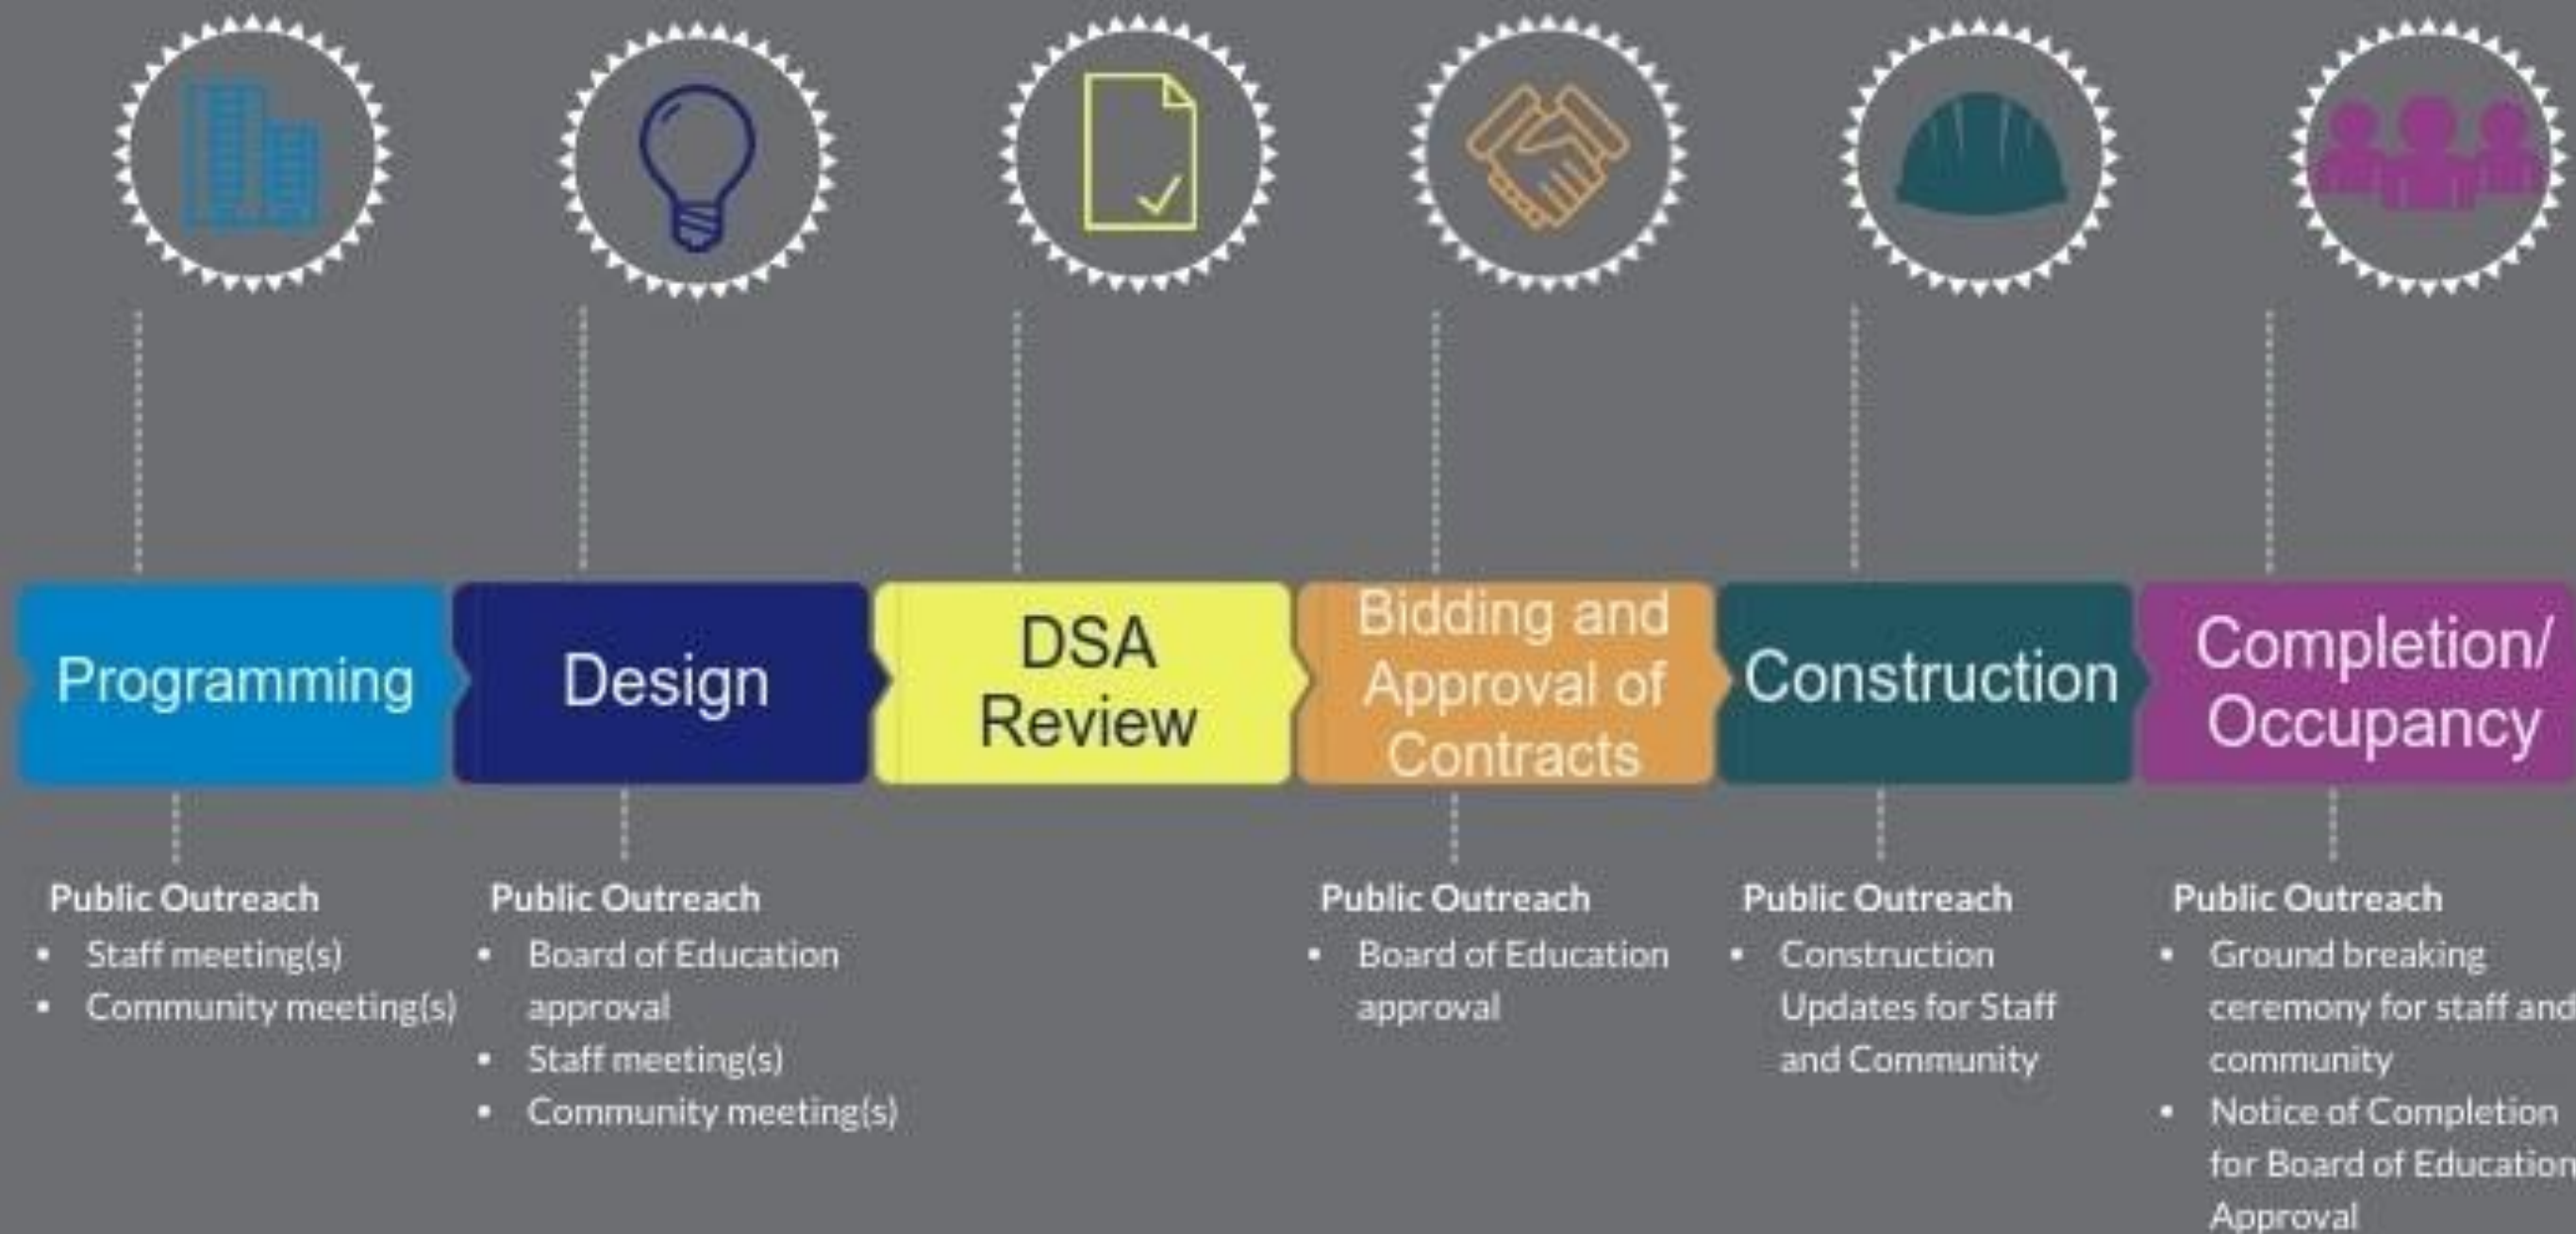 Programming
Design
DSA
Review
Bidding and
Approval of
Contracts
Construction
Completion/
Occupancy
Public Outreach
▪ Staff meeting(s)
▪ Community meeting(s)
Public Outreach
▪ Board of Education
approval
▪ Staff meeting(s)
▪ Community meeting(s)
Public Outreach
▪ Board of Education
approval
Public Outreach
▪ Construction
Updates for Staff
and Community
Public Outreach
▪ Ground breaking
ceremony for staff and
community
▪ Notice of Completion
for Board of Education
Approval